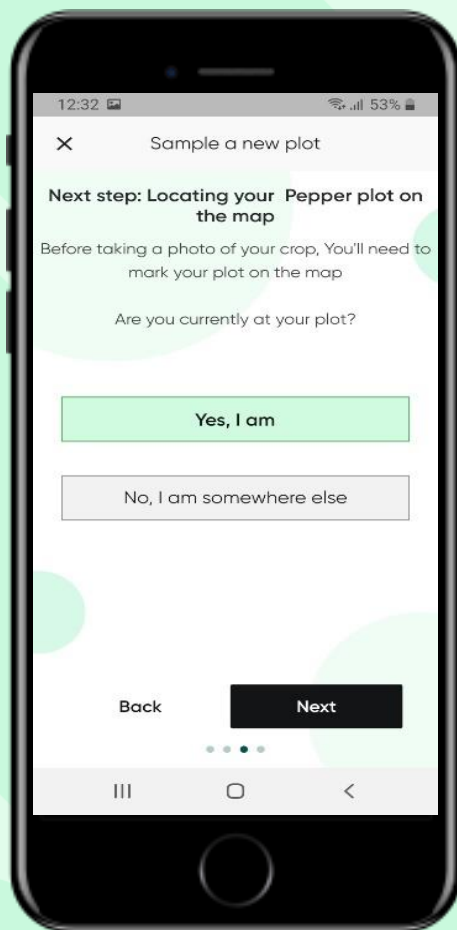 12:32 53%
Sample a new plot
Next step: Locating your Pepper plot on
the map
Before taking a photo of your crop, You'll need to
mark your plot on the map
Are you currently at your plot?
Yes, I am
No, I am somewhere else
Back Next